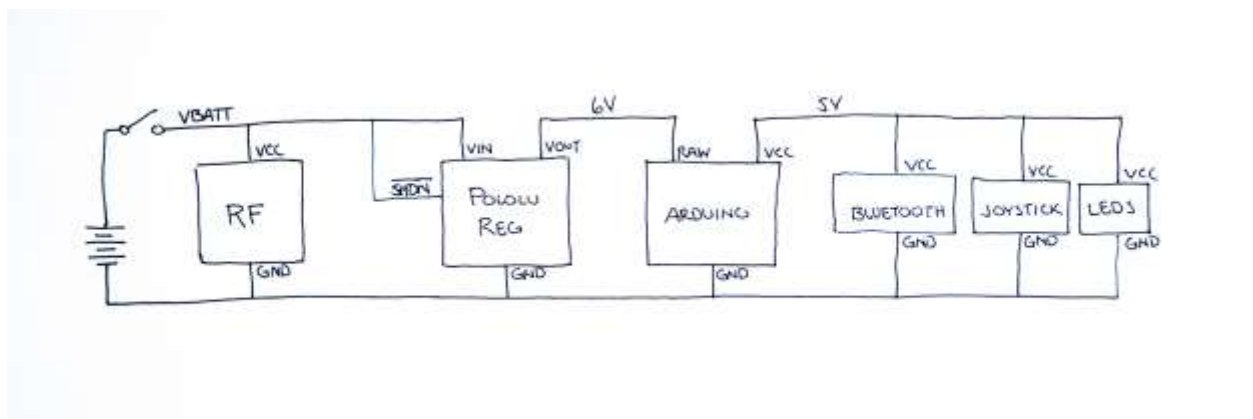 VBATT
6V
5V
VCC
VIN
VOUT
RAW
VCC
SHDN
RF
POLOLU
REG
ARDUINO
VCC
BLUETOOTH
VCC
JOYSTICK
VCC
LEDS
GND
GND
GND
GND
GND
GND